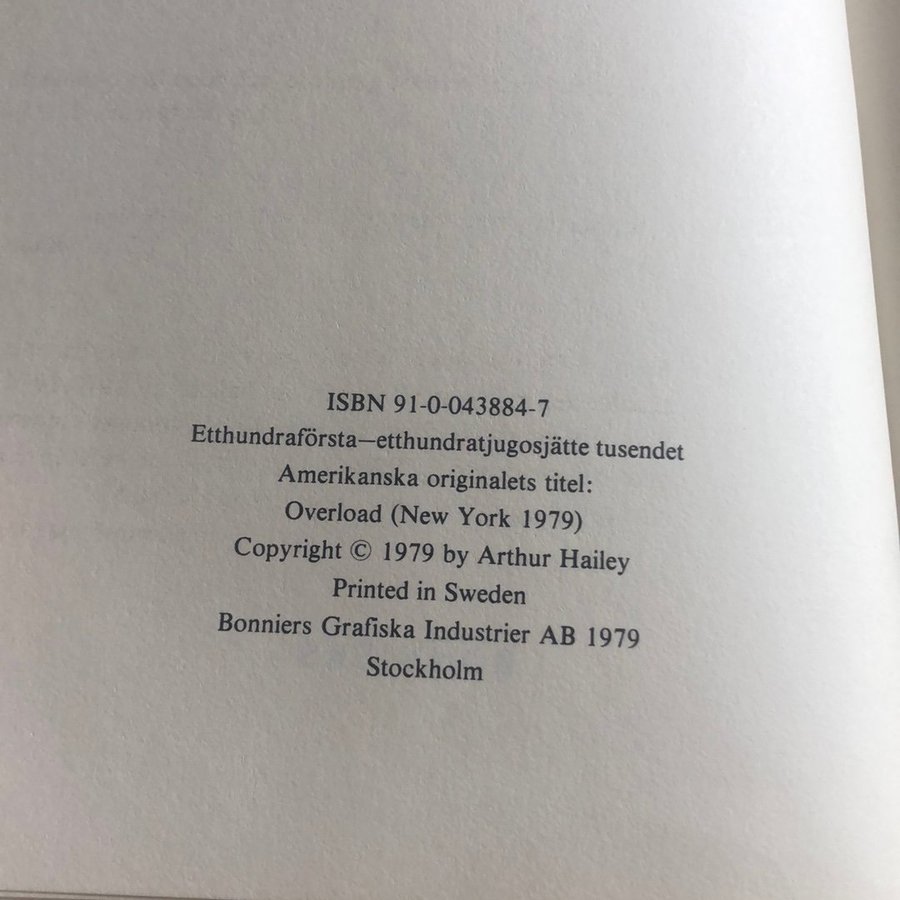 ISBN 91-0-043884-7
Etthundraförsta—etthundratjugosjätte tusendet
Amerikanska originalets titel:
Overload (New York 1979)
Copyright © 1979 by Arthur Hailey
Printed in Sweden
Bonniers Grafiska Industrier AB 1979
Stockholm